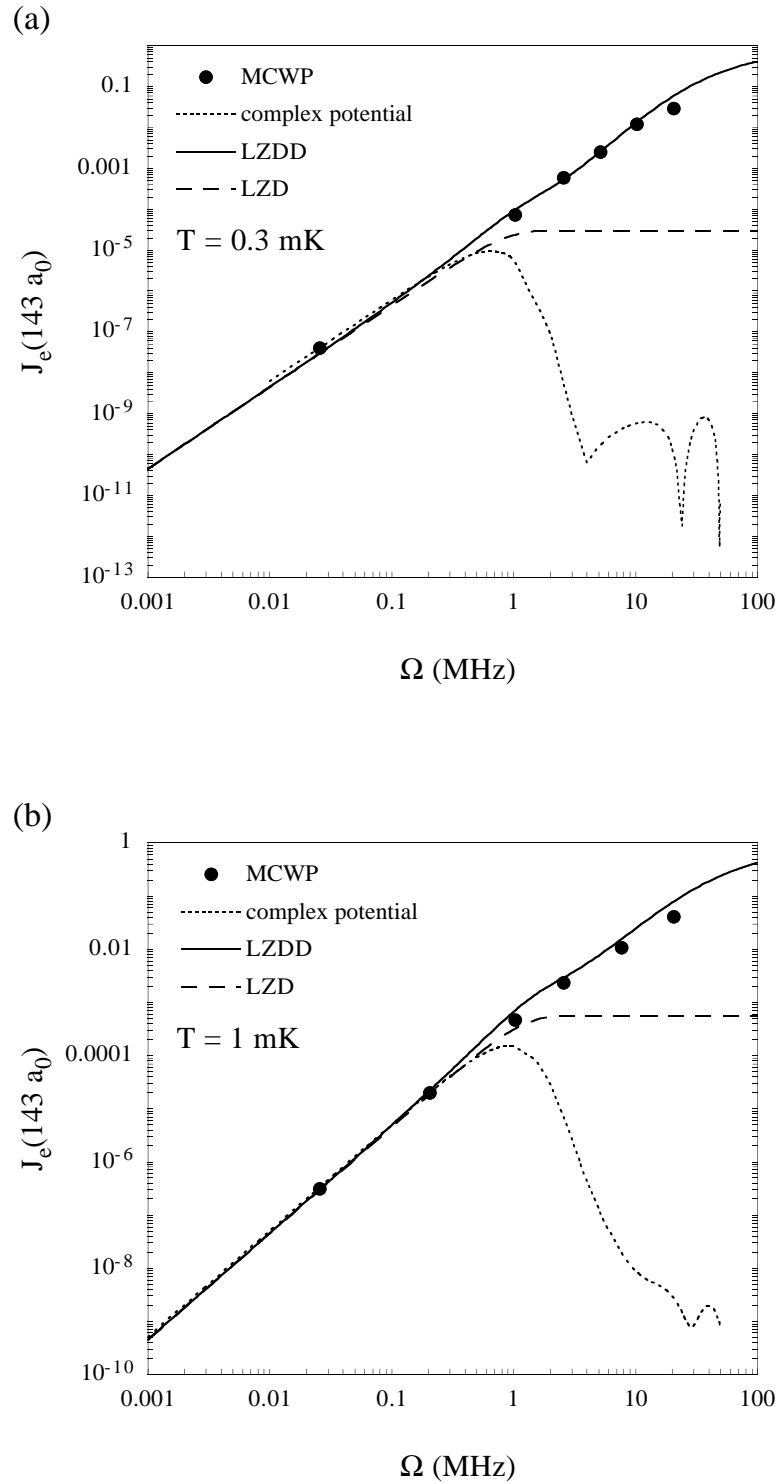 (a)
0.1
0.001
10-5
10-7
10-9
10-11
10-13
Je(143 a0)
MCWP
complex potential
LZDD
LZD
T = 0.3 mK
0.001 0.01 0.1 1 10 100
Ω (MHz)
(b)
1
0.01
0.0001
10-6
10-8
10-10
Je(143 a0)
MCWP
complex potential
LZDD
LZD
T = 1 mK
0.001 0.01 0.1 1 10 100
Ω (MHz)